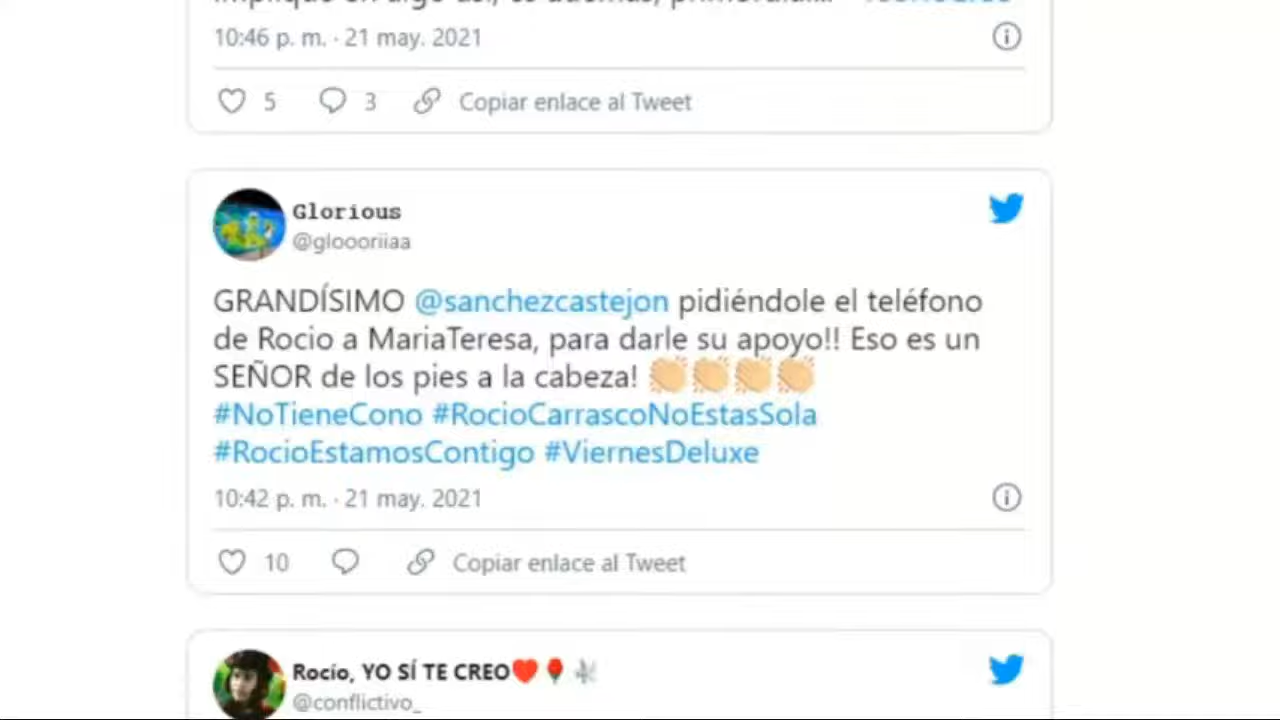 10:46 p. m. · 21 may. 2021
5 3 Copiar enlace al Tweet
Glorious
@gloooriiaa
GRANDÍSIMO @sanchezcastejon pidiéndole el teléfono
de Rocio a MariaTeresa, para darle su apoyo!! Eso es un
SEÑOR de los pies a la cabeza! 👏👏👏👏
#NoTieneCono #RocioCarrascoNoEstasSola
#RocioEstamosContigo #ViernesDeluxe
10:42 p. m. · 21 may. 2021
10 Copiar enlace al Tweet
Rocío, YO SÍ TE CREO❤️🌹
@conflictivo_